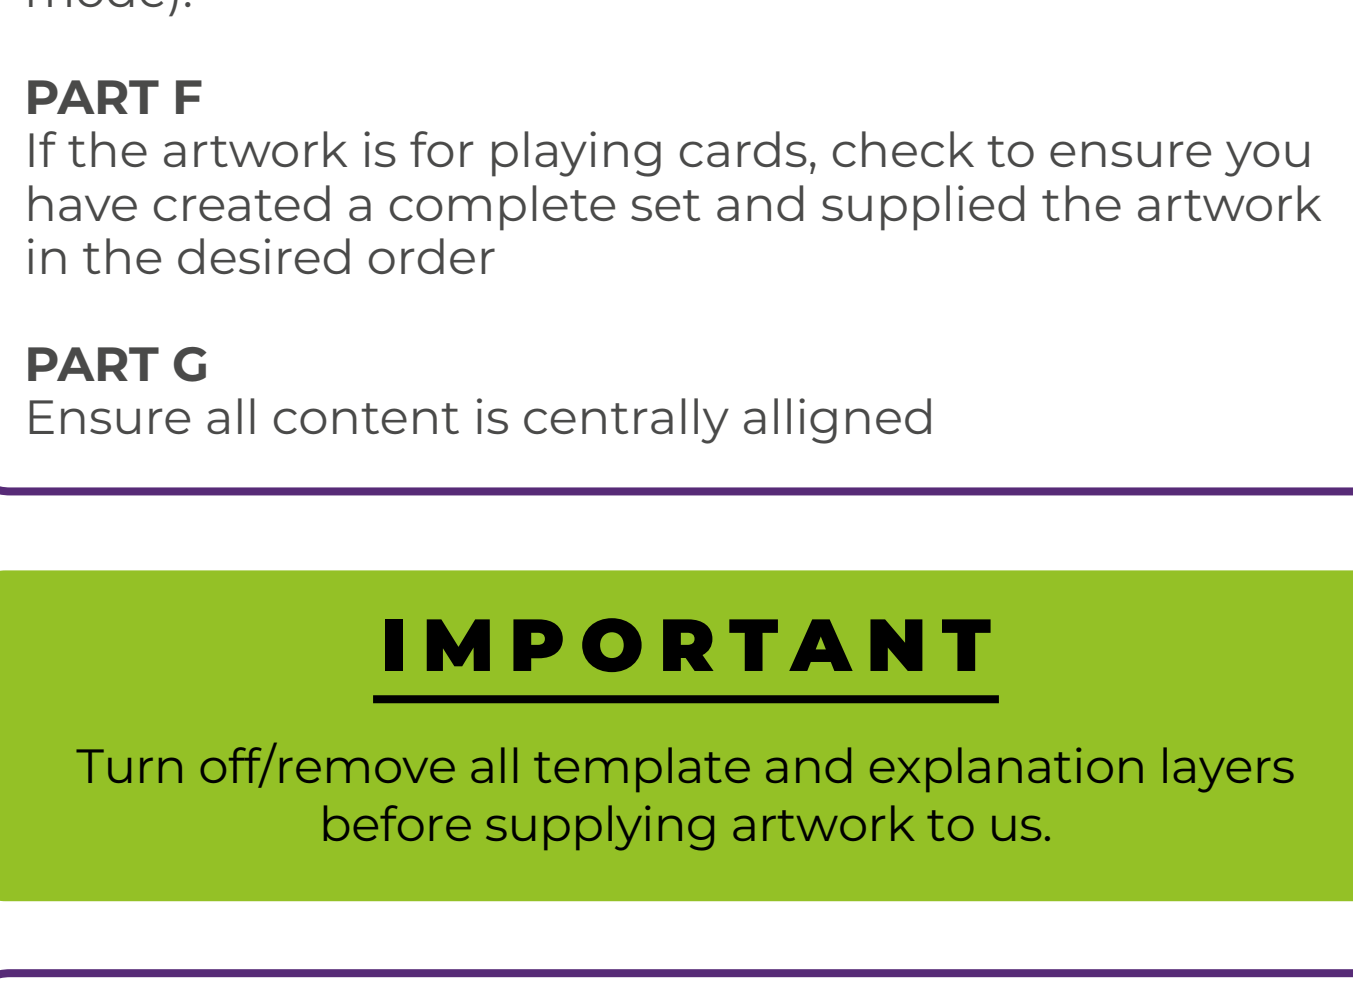 mode).
PART F
If the artwork is for playing cards, check to ensure you
have created a complete set and supplied the artwork
in the desired order
PART G
Ensure all content is centrally alligned
IMPORTANT
Turn off/remove all template and explanation layers
before supplying artwork to us.